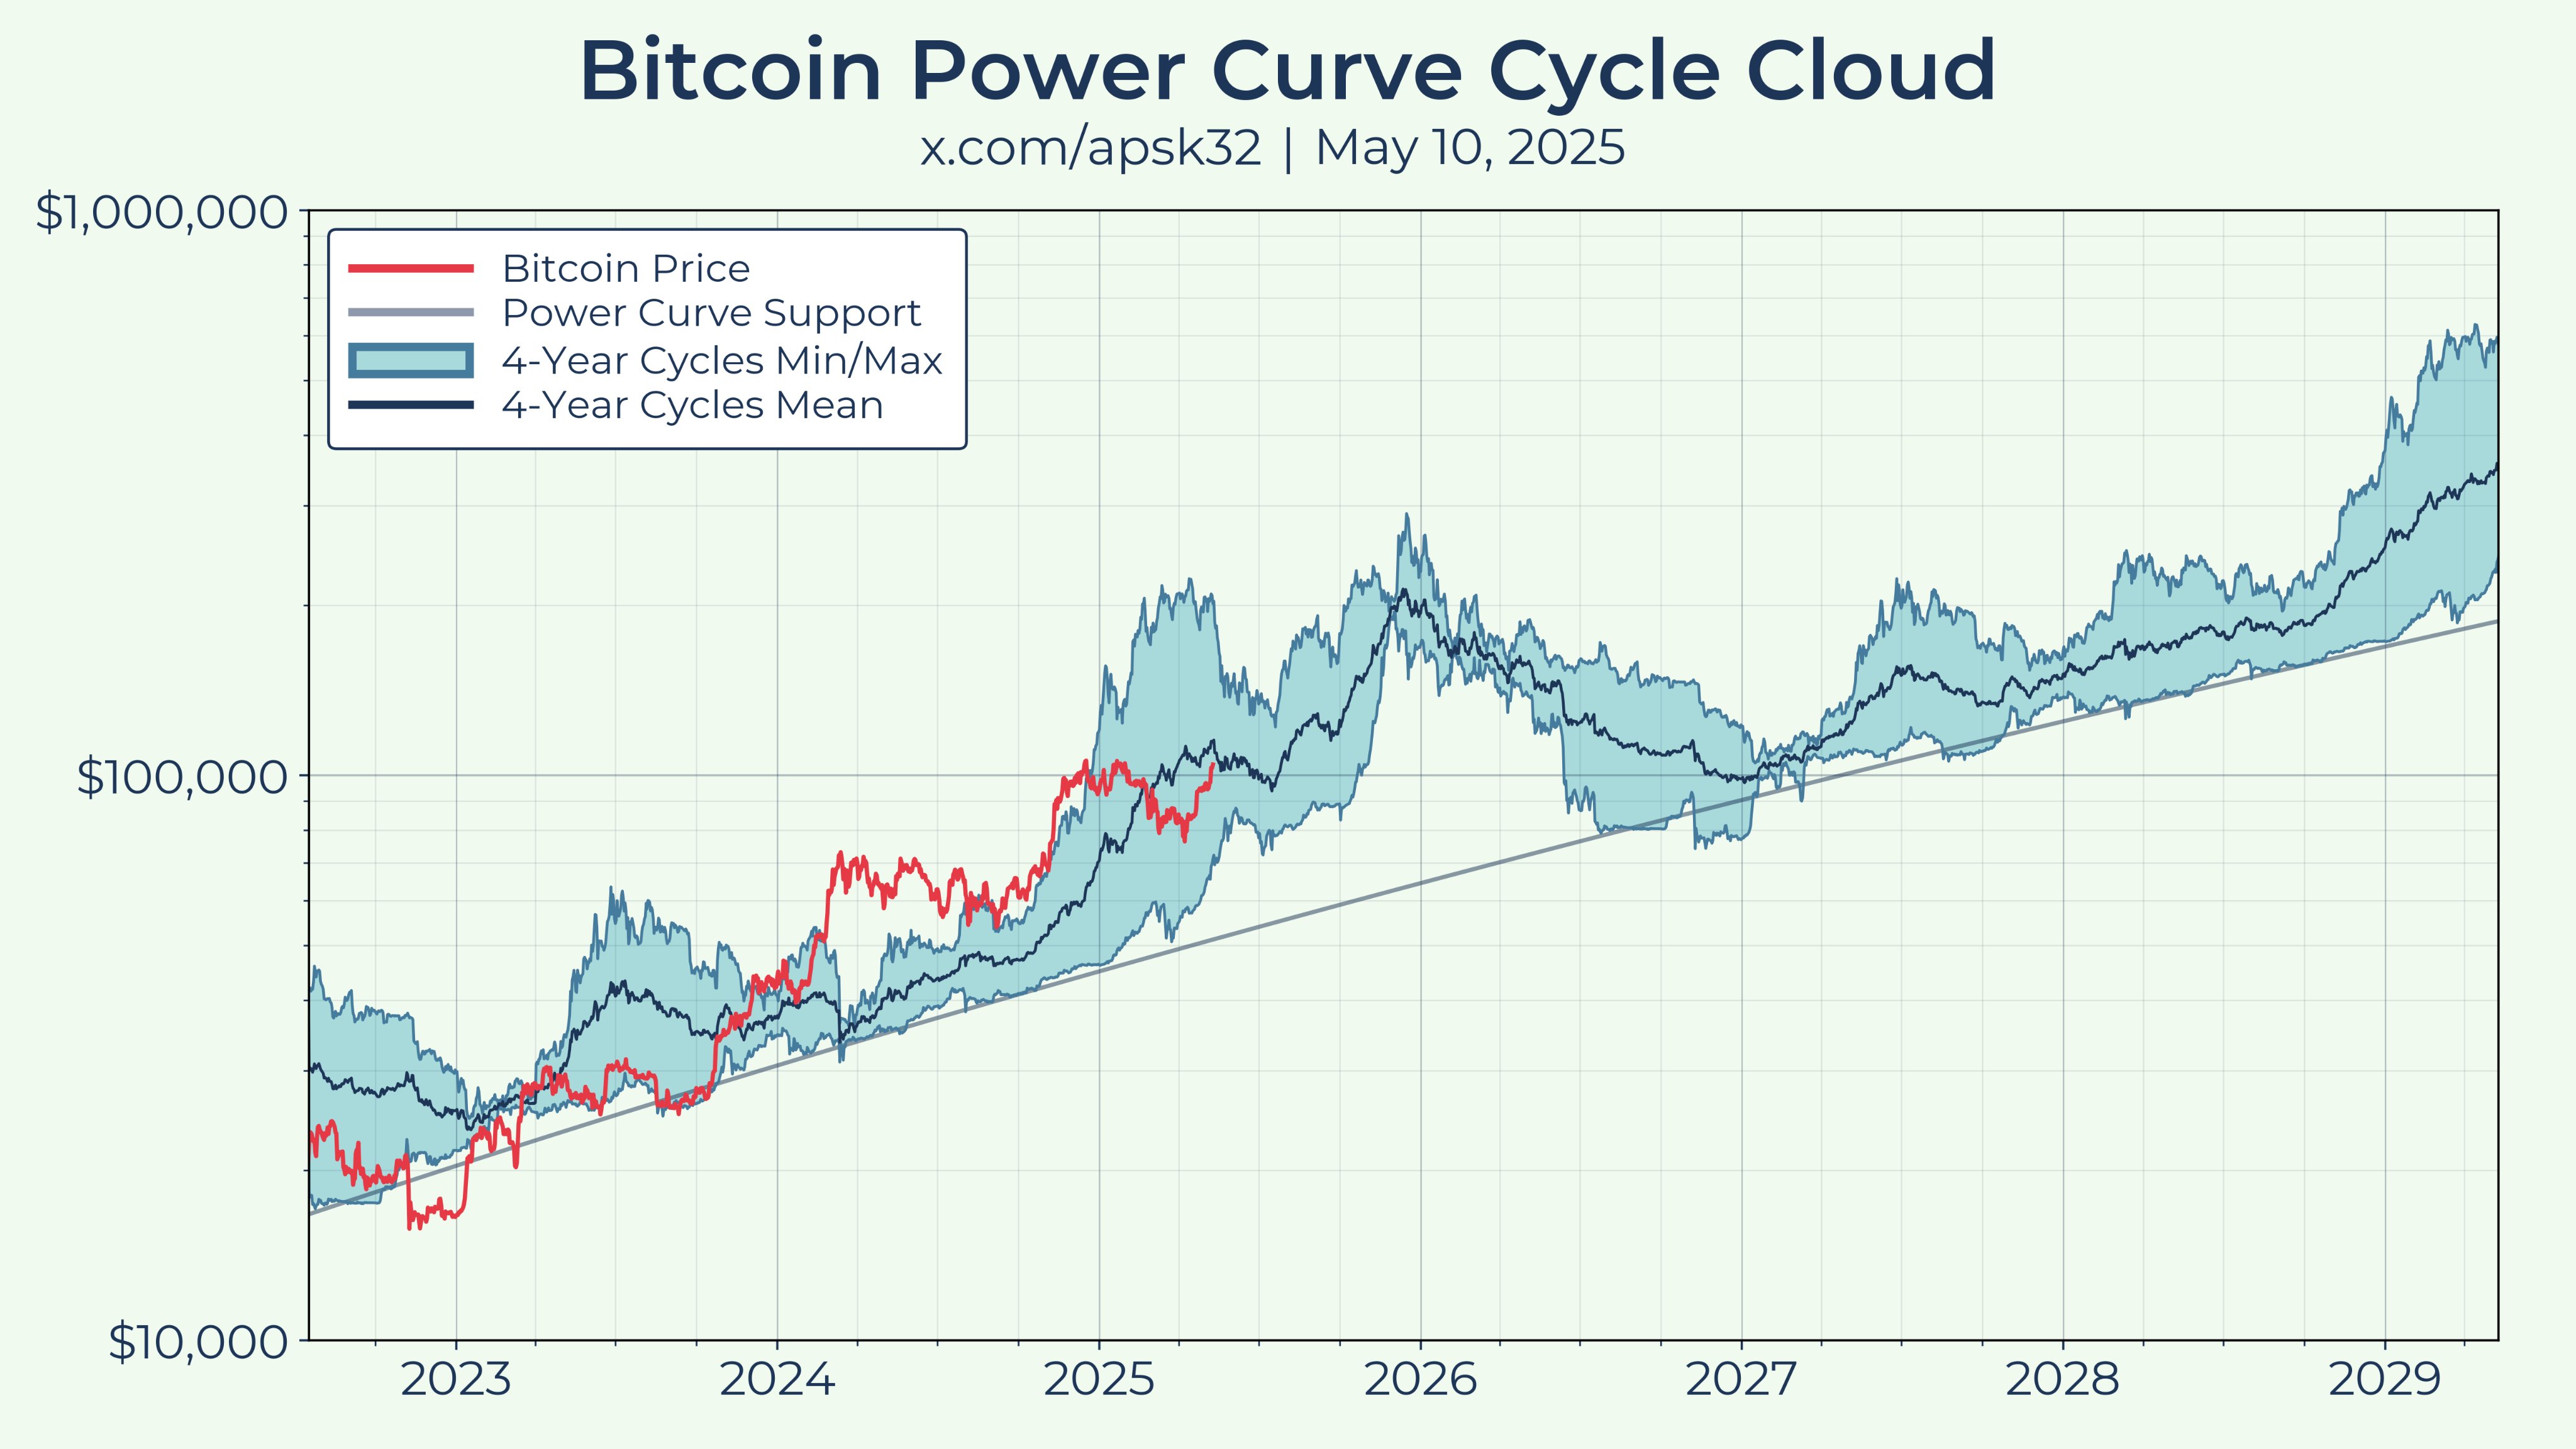 Bitcoin Power Curve Cycle Cloud
x.com/apsk32 | May 10, 2025
$1,000,000
Bitcoin Price
Power Curve Support
4-Year Cycles Min/Max
4-Year Cycles Mean
$100,000
$10,000
2023 2024 2025 2026 2027 2028 2029